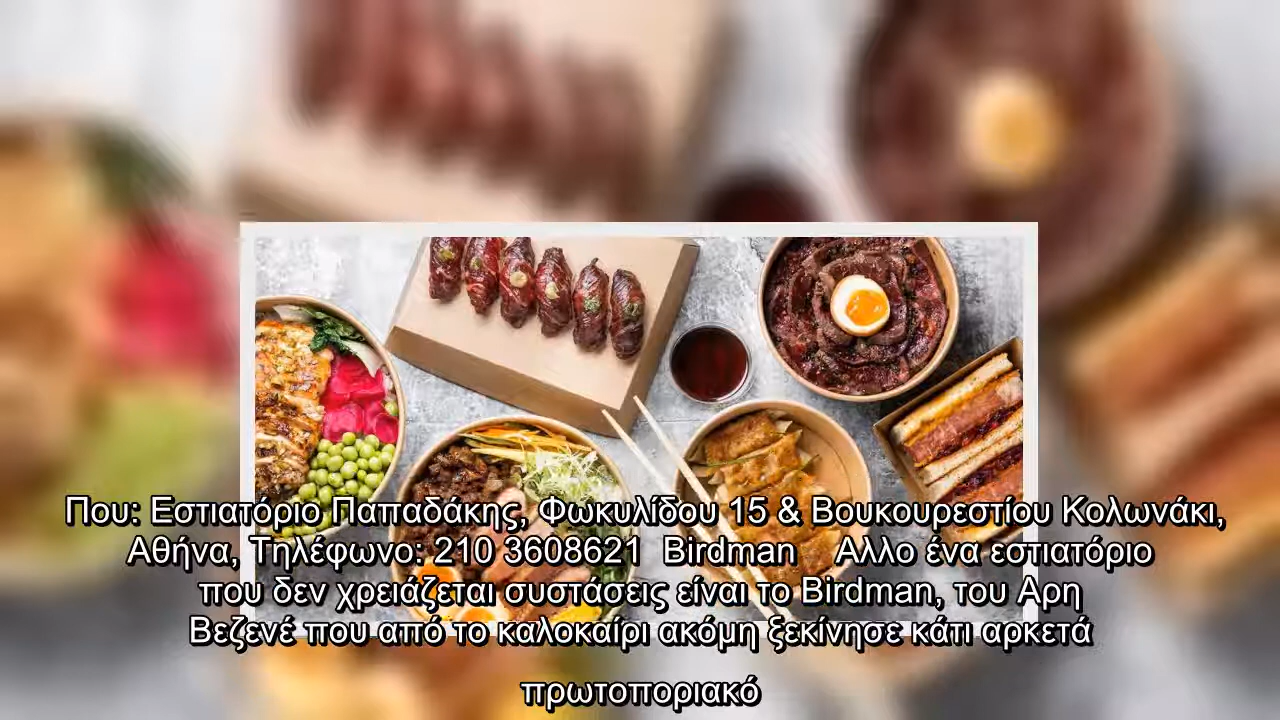 Που: Εστιατόριο Παπαδάκης, Φωκυλίδου 15 & Βουκουρεστίου Κολωνάκι,
Αθήνα, Τηλέφωνο: 210 3608621  Birdman    Αλλο ένα εστιατόριο
που δεν χρειάζεται συστάσεις είναι το Birdman, του Αρη
Βεζενέ που από το καλοκαίρι ακόμη ξεκίνησε κάτι αρκετά
πρωτοποριακό